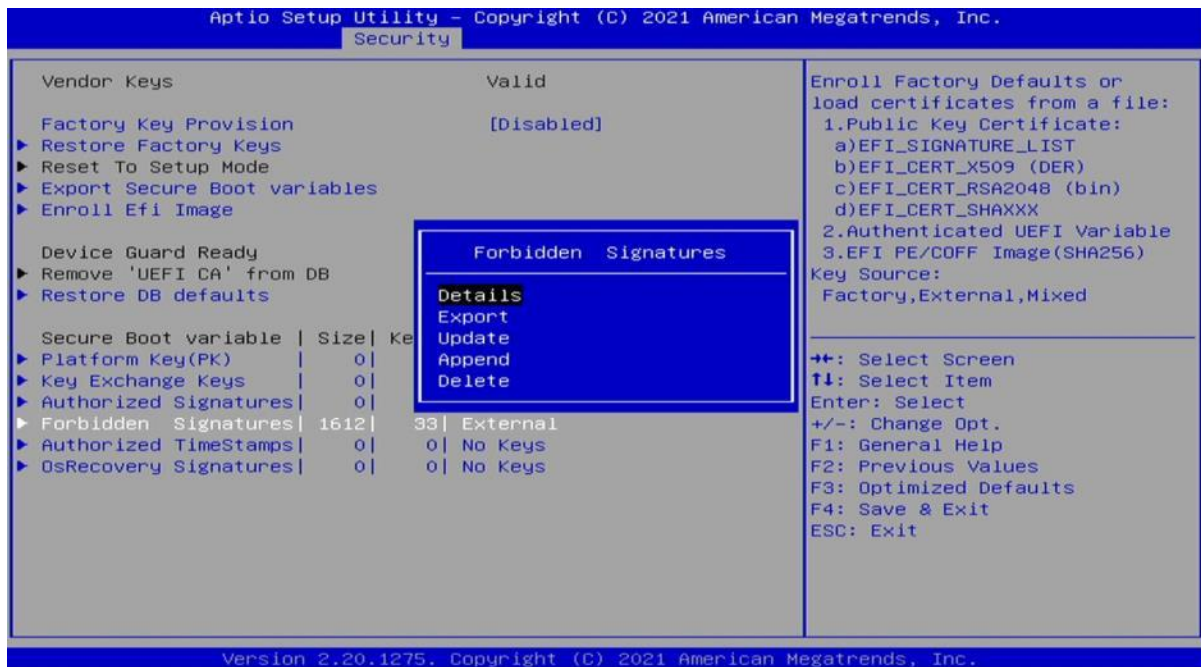 Aptio Setup Utility – Copyright (C) 2021 American Megatrends, Inc.
Security
Vendor Keys Valid
Factory Key Provision [Disabled]
Restore Factory Keys
Reset To Setup Mode
Export Secure Boot variables
Enroll Efi Image
Device Guard Ready
Remove 'UEFI CA' from DB
Restore DB defaults
Secure Boot variable | Size| Ke
Platform Key(PK) | 0|
Key Exchange Keys | 0|
Authorized Signatures| 0|
Forbidden Signatures| 1612| 33| External
Authorized TimeStamps| 0| 0| No Keys
OsRecovery Signatures| 0| 0| No Keys
Forbidden Signatures
Details
Export
Update
Append
Delete
Enroll Factory Defaults or
load certificates from a file:
1.Public Key Certificate:
a)EFI_SIGNATURE_LIST
b)EFI_CERT_X509 (DER)
c)EFI_CERT_RSA2048 (bin)
d)EFI_CERT_SHAXXX
2.Authenticated UEFI Variable
3.EFI PE/COFF Image(SHA256)
Key Source:
Factory,External,Mixed
→←: Select Screen
↑↓: Select Item
Enter: Select
+/-: Change Opt.
F1: General Help
F2: Previous Values
F3: Optimized Defaults
F4: Save & Exit
ESC: Exit
Version 2.20.1275. Copyright (C) 2021 American Megatrends, Inc.